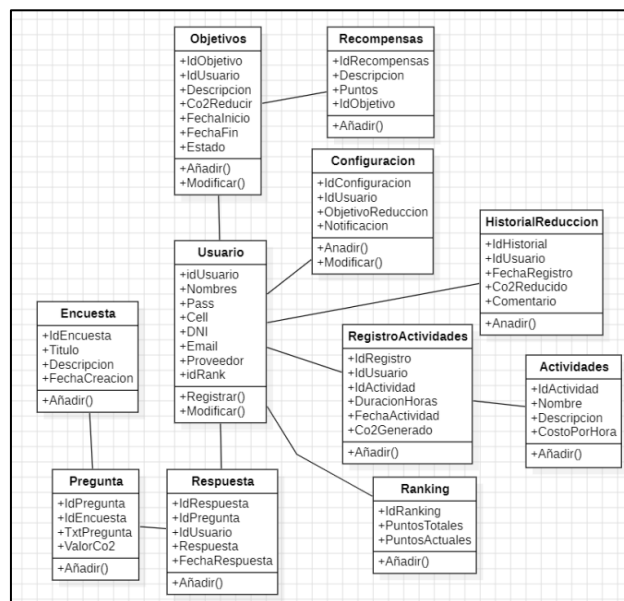 Objetivos
+IdObjetivo
+IdUsuario
+Descripcion
+Co2Reducir
+FechaInicio
+FechaFin
+Estado
+Añadir()
+Modificar()
Recompensas
+IdRecompensas
+Descripcion
+Puntos
+IdObjetivo
+Añadir()
Configuracion
+IdConfiguracion
+IdUsuario
+ObjetivoReduccion
+Notificacion
+Anadir()
+Modificar()
HistorialReduccion
+IdHistorial
+IdUsuario
+FechaRegistro
+Co2Reducido
+Comentario
+Anadir()
Usuario
+idUsuario
+Nombres
+Pass
+Cell
+DNI
+Email
+Proveedor
+idRank
+Registrar()
+Modificar()
Encuesta
+IdEncuesta
+Titulo
+Descripcion
+FechaCreacion
+Añadir()
RegistroActividades
+IdRegistro
+IdUsuario
+IdActividad
+DuracionHoras
+FechaActividad
+Co2Generado
+Añadir()
Actividades
+IdActividad
+Nombre
+Descripcion
+CostoPorHora
+Añadir()
Pregunta
+IdPregunta
+IdEncuesta
+TxtPregunta
+ValorCo2
+Añadir()
Respuesta
+IdRespuesta
+IdPregunta
+IdUsuario
+Respuesta
+FechaRespuesta
+Añadir()
Ranking
+IdRanking
+PuntosTotales
+PuntosActuales
+Añadir()